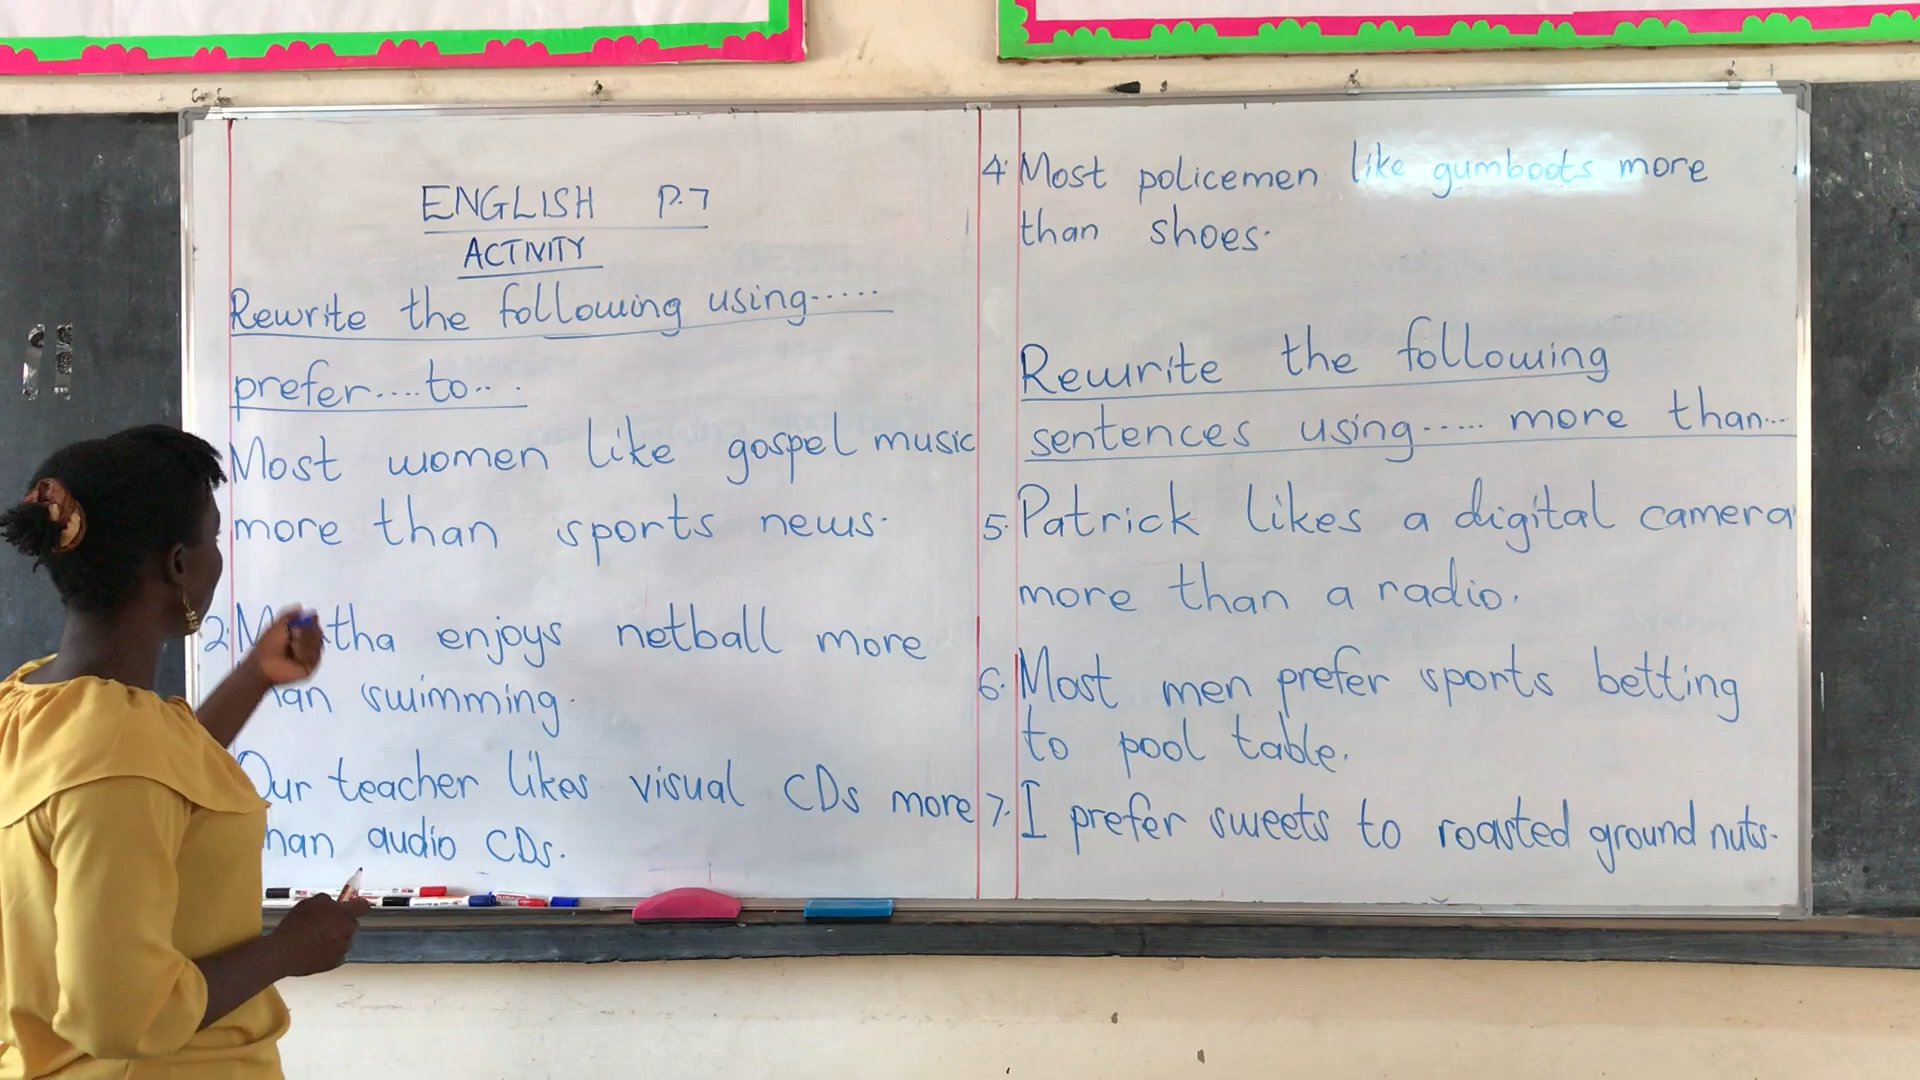 ENGLISH P.7
ACTIVITY
Rewrite the following using......
prefer....to....
Most women like gospel music
more than sports news.
2. enjoys netball more
swimming.
Our teacher likes visual CDs more
audio CDs.
4. Most policemen like gumboots more
than shoes.
Rewrite the following
sentences using..... more than...
5. Patrick likes a digital camera
more than a radio.
6. Most men prefer sports betting
to pool table.
7. I prefer sweets to roasted ground nuts.